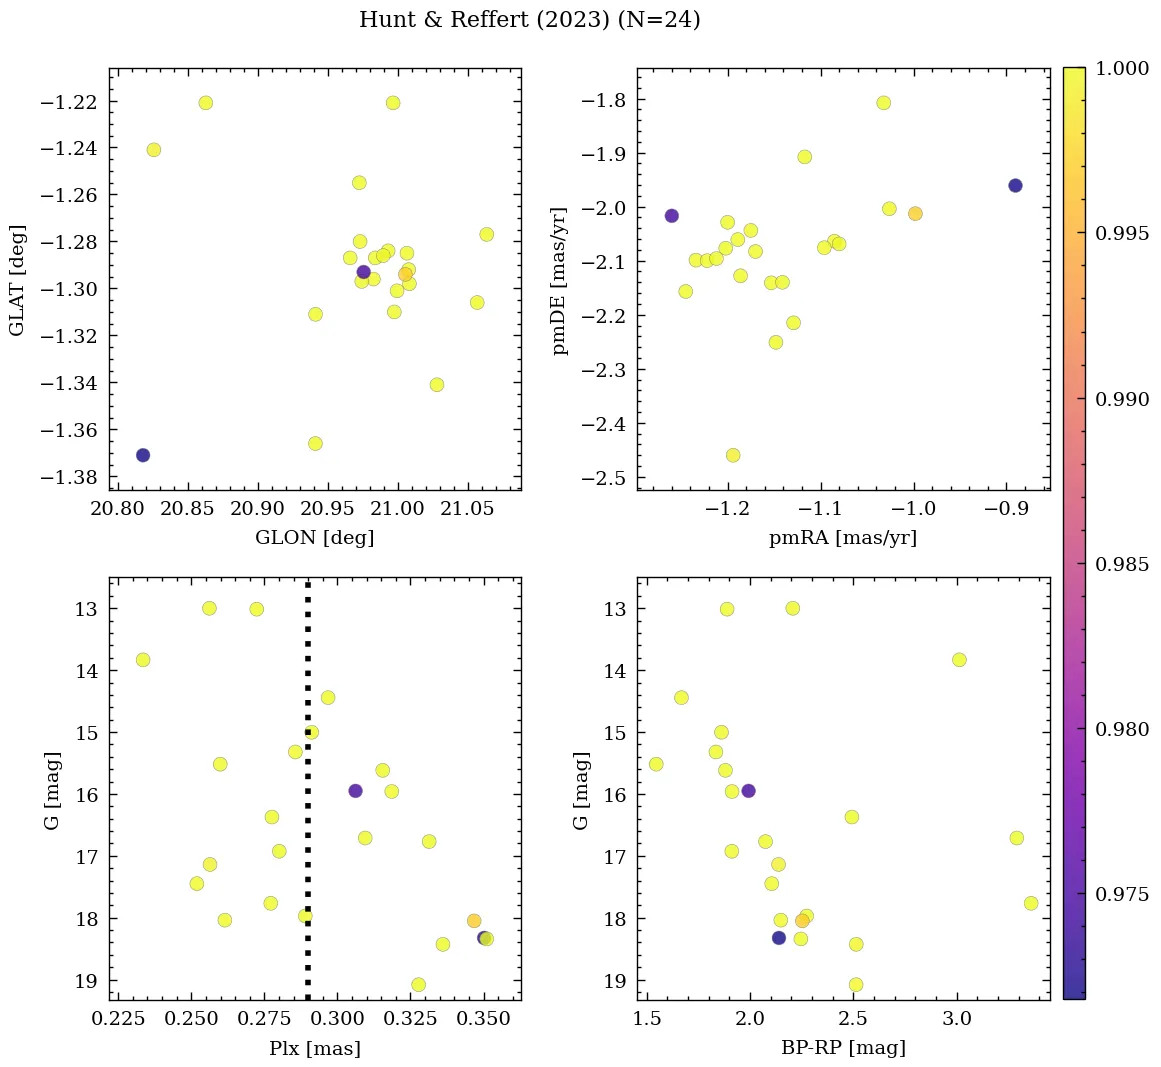 Hunt & Reffert (2023) (N=24)
−1.22
−1.24
−1.26
−1.28
−1.30
−1.32
−1.34
−1.36
−1.38
GLAT [deg]
20.80 20.85 20.90 20.95 21.00 21.05
GLON [deg]
−1.8
−1.9
−2.0
−2.1
−2.2
−2.3
−2.4
−2.5
pmDE [mas/yr]
−1.2 −1.1 −1.0 −0.9
pmRA [mas/yr]
13
14
15
16
17
18
19
G [mag]
0.225 0.250 0.275 0.300 0.325 0.350
Plx [mas]
13
14
15
16
17
18
19
G [mag]
1.5 2.0 2.5 3.0
BP-RP [mag]
1.000
0.995
0.990
0.985
0.980
0.975